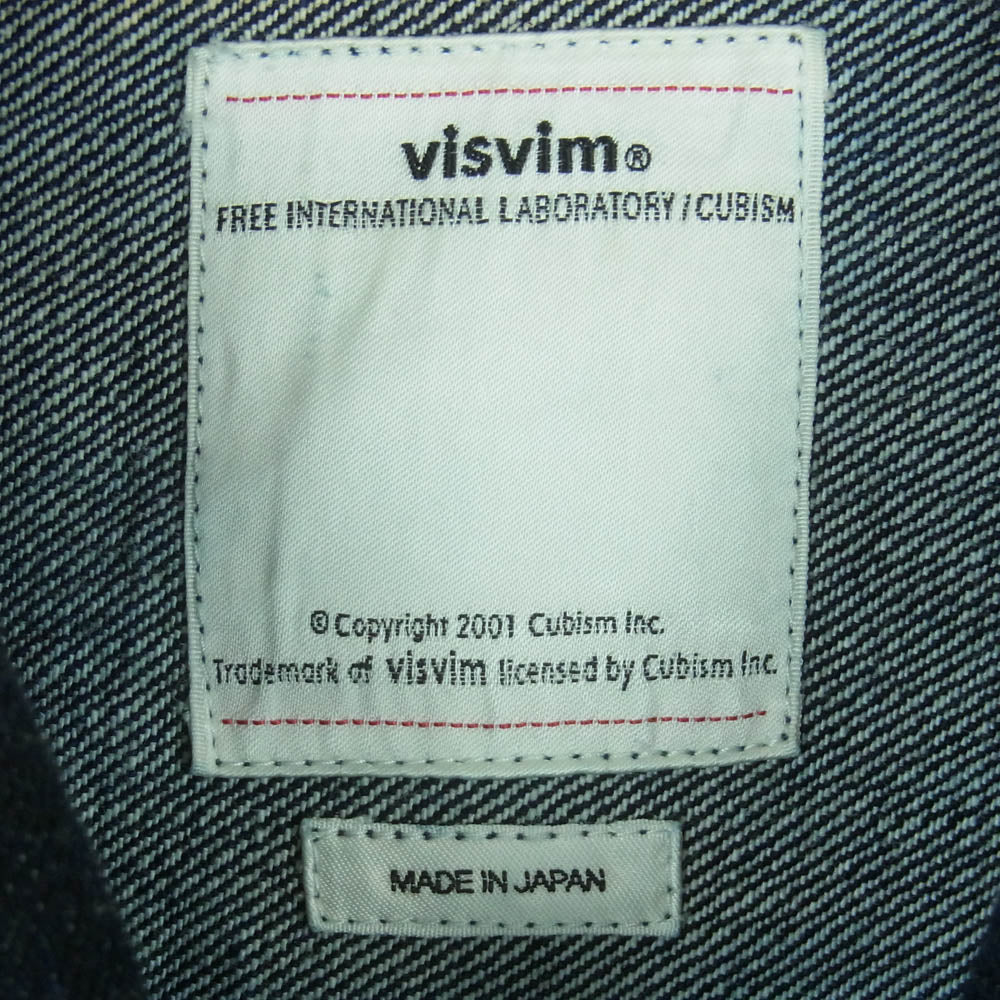 visvim®
FREE INTERNATIONAL LABORATORY / CUBISM
© Copyright 2001 Cubism Inc.
Trademark of visvim licensed by Cubism Inc.
MADE IN JAPAN